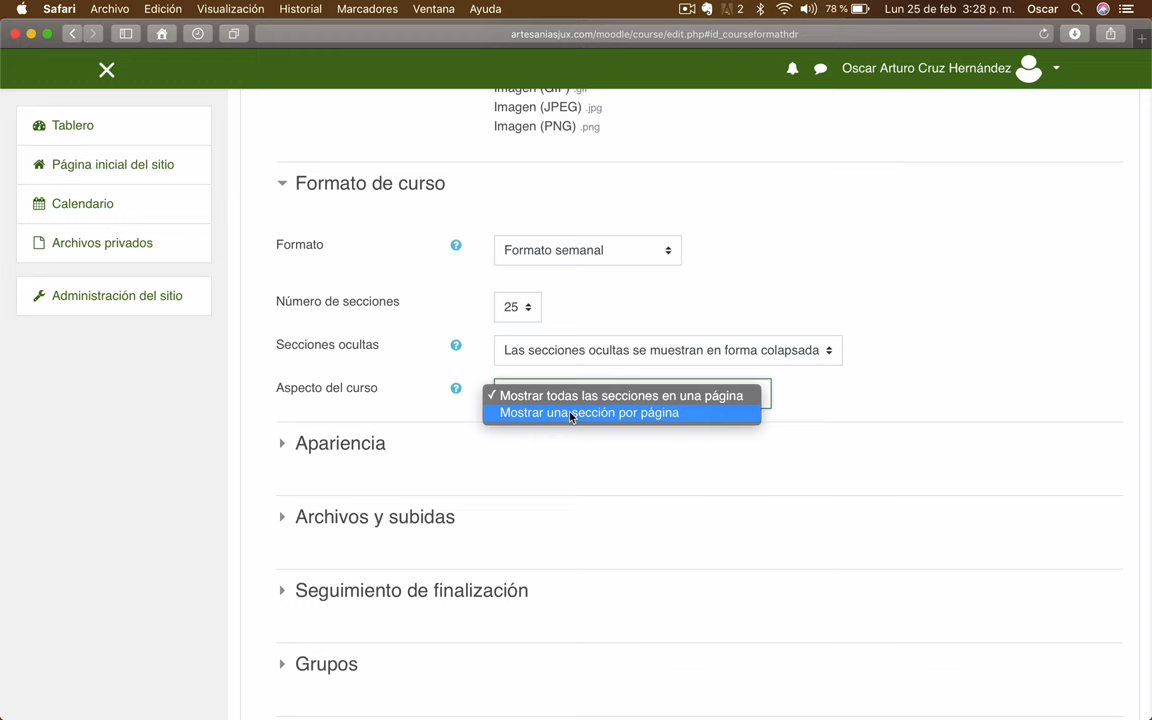 Safari Archivo Edición Visualización Historial Marcadores Ventana Ayuda 2 78 % Lun 25 de feb 3:28 p. m. Oscar
artesaniasjux.com/moodle/course/edit.php#id_courseformathdr
Oscar Arturo Cruz Hernández
Tablero
Página inicial del sitio
Calendario
Archivos privados
Administración del sitio
Imagen (GIF) .gif
Imagen (JPEG) .jpg
Imagen (PNG) .png
Formato de curso
Formato Formato semanal
Número de secciones 25
Secciones ocultas Las secciones ocultas se muestran en forma colapsada
Aspecto del curso
✓ Mostrar todas las secciones en una página
Mostrar una sección por página
Apariencia
Archivos y subidas
Seguimiento de finalización
Grupos